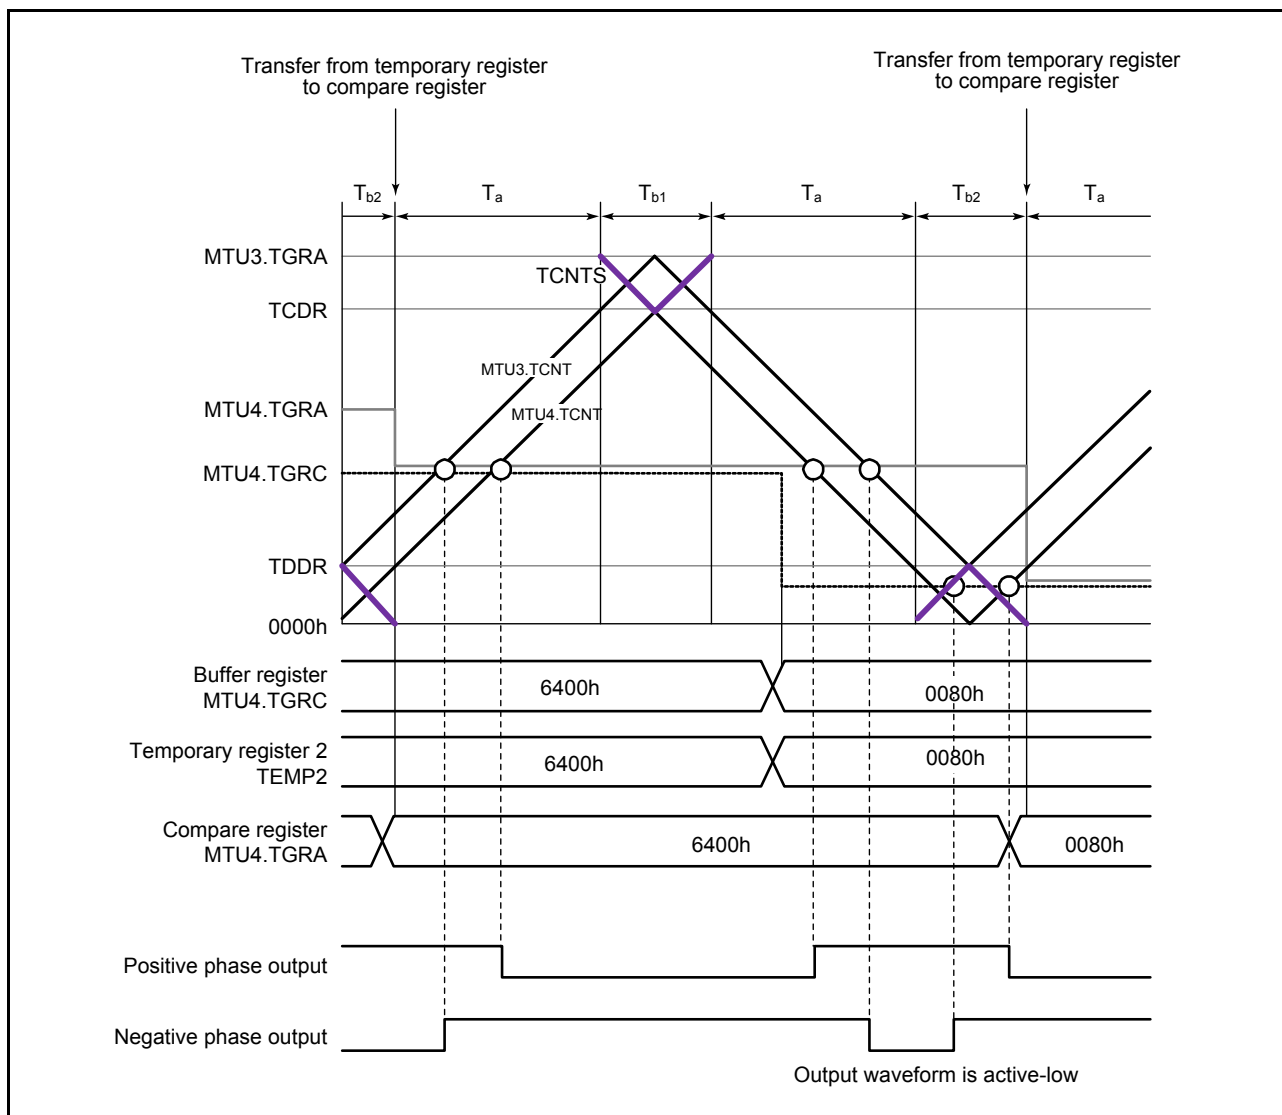 Transfer from temporary register
to compare register
Transfer from temporary register
to compare register
Tb2
Ta
Tb1
Ta
Tb2
Ta
MTU3.TGRA
TCNTS
TCDR
MTU3.TCNT
MTU4.TGRA
MTU4.TCNT
MTU4.TGRC
TDDR
0000h
Buffer register
MTU4.TGRC
6400h
0080h
Temporary register 2
TEMP2
6400h
0080h
Compare register
MTU4.TGRA
6400h
0080h
Positive phase output
Negative phase output
Output waveform is active-low